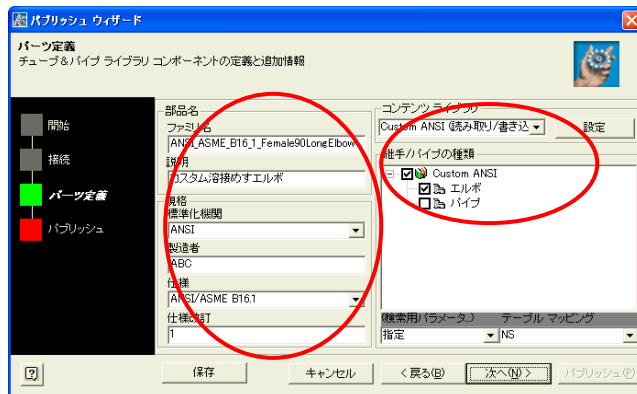 パブリッシュ ウィザード
パーツ定義
チューブ＆パイプ ライブラリ コンポーネントの定義と追加情報
開始
接続
パーツ定義
パブリッシュ
部品名
ファミリ名
ANSI_ASME_B16_1_Female90LongElbow
説明
カスタム溶接めすエルボ
規格
標準化機関
ANSI
製造者
ABC
仕様
ANSI/ASME B16.1
仕様改訂
1
コンテンツ ライブラリ
Custom ANSI (読み取り/書き込
設定
継手/パイプの種類
Custom ANSI
エルボ
パイプ
(検索用パラメータ..)
テーブル マッピング
指定
NS
保存
キャンセル
< 戻る(B)
次へ(N) >
パブリッシュ(P)